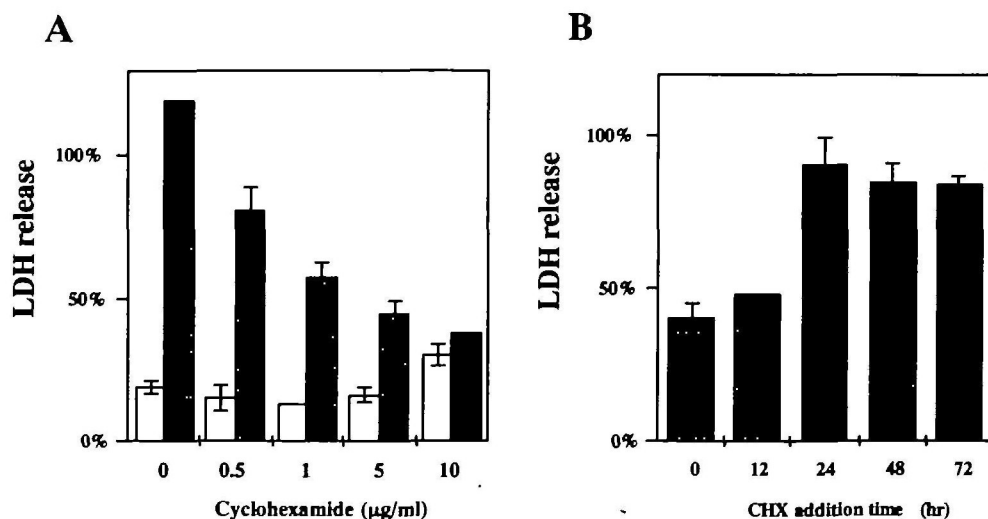 A
B
LDH release
100%
50%
0%
0 0.5 1 5 10
Cyclohexamide (µg/ml)
LDH release
100%
50%
0%
0 12 24 48 72
CHX addition time (hr)